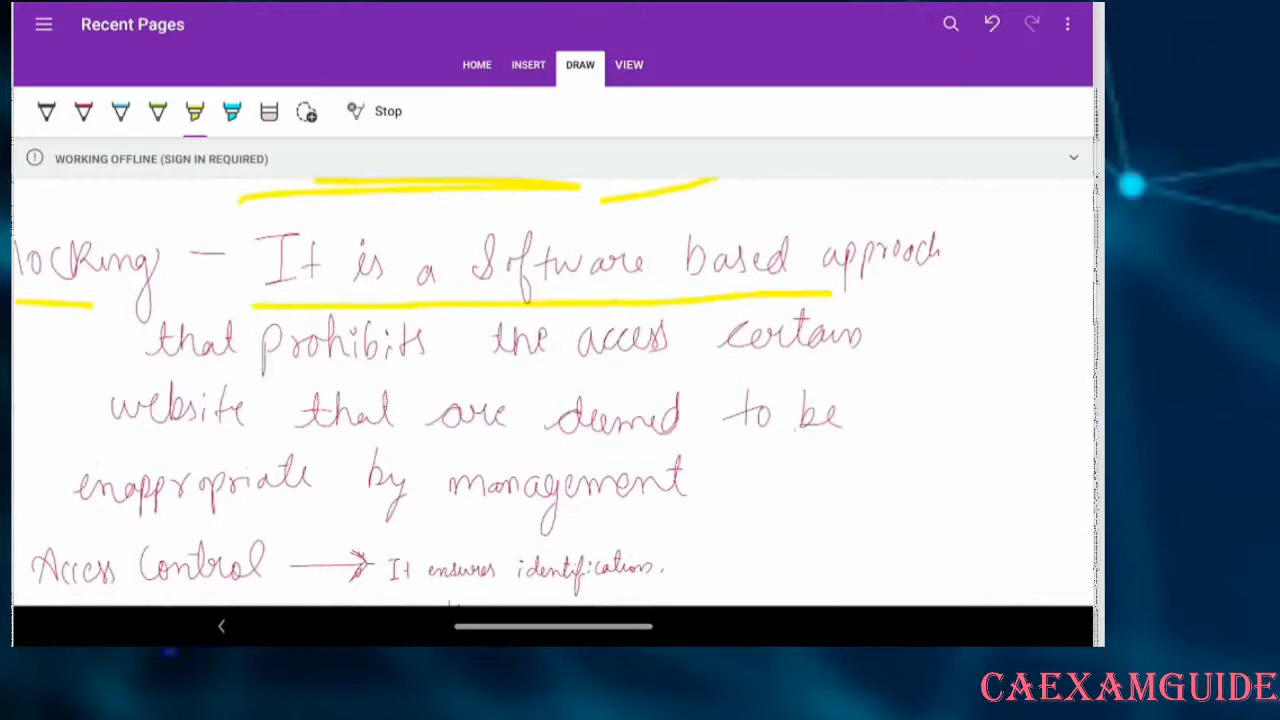 Recent Pages
HOME INSERT DRAW VIEW
Stop
WORKING OFFLINE (SIGN IN REQUIRED)
locking - It is a Software based approach
that prohibits the access certain
website that are deemed to be
inappropriate by management
Access Control → It ensures identification.
CAEXAMGUIDE